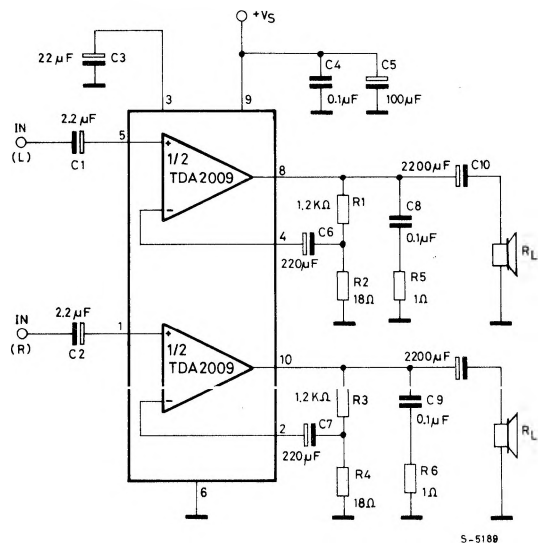 +VS
22µF
C3
C4
0.1µF
C5
100µF
3
9
IN
(L)
2.2µF
C1
5
+
1/2
TDA2009
−
8
4
C6
220µF
1,2KΩ
R1
R2
18Ω
C8
0.1µF
R5
1Ω
2200µF
C10
RL
IN
(R)
2.2µF
C2
1
+
1/2
TDA2009
−
10
2
C7
220µF
1,2KΩ
R3
R4
18Ω
C9
0.1µF
R6
1Ω
2200µF
RL
6
S-5189